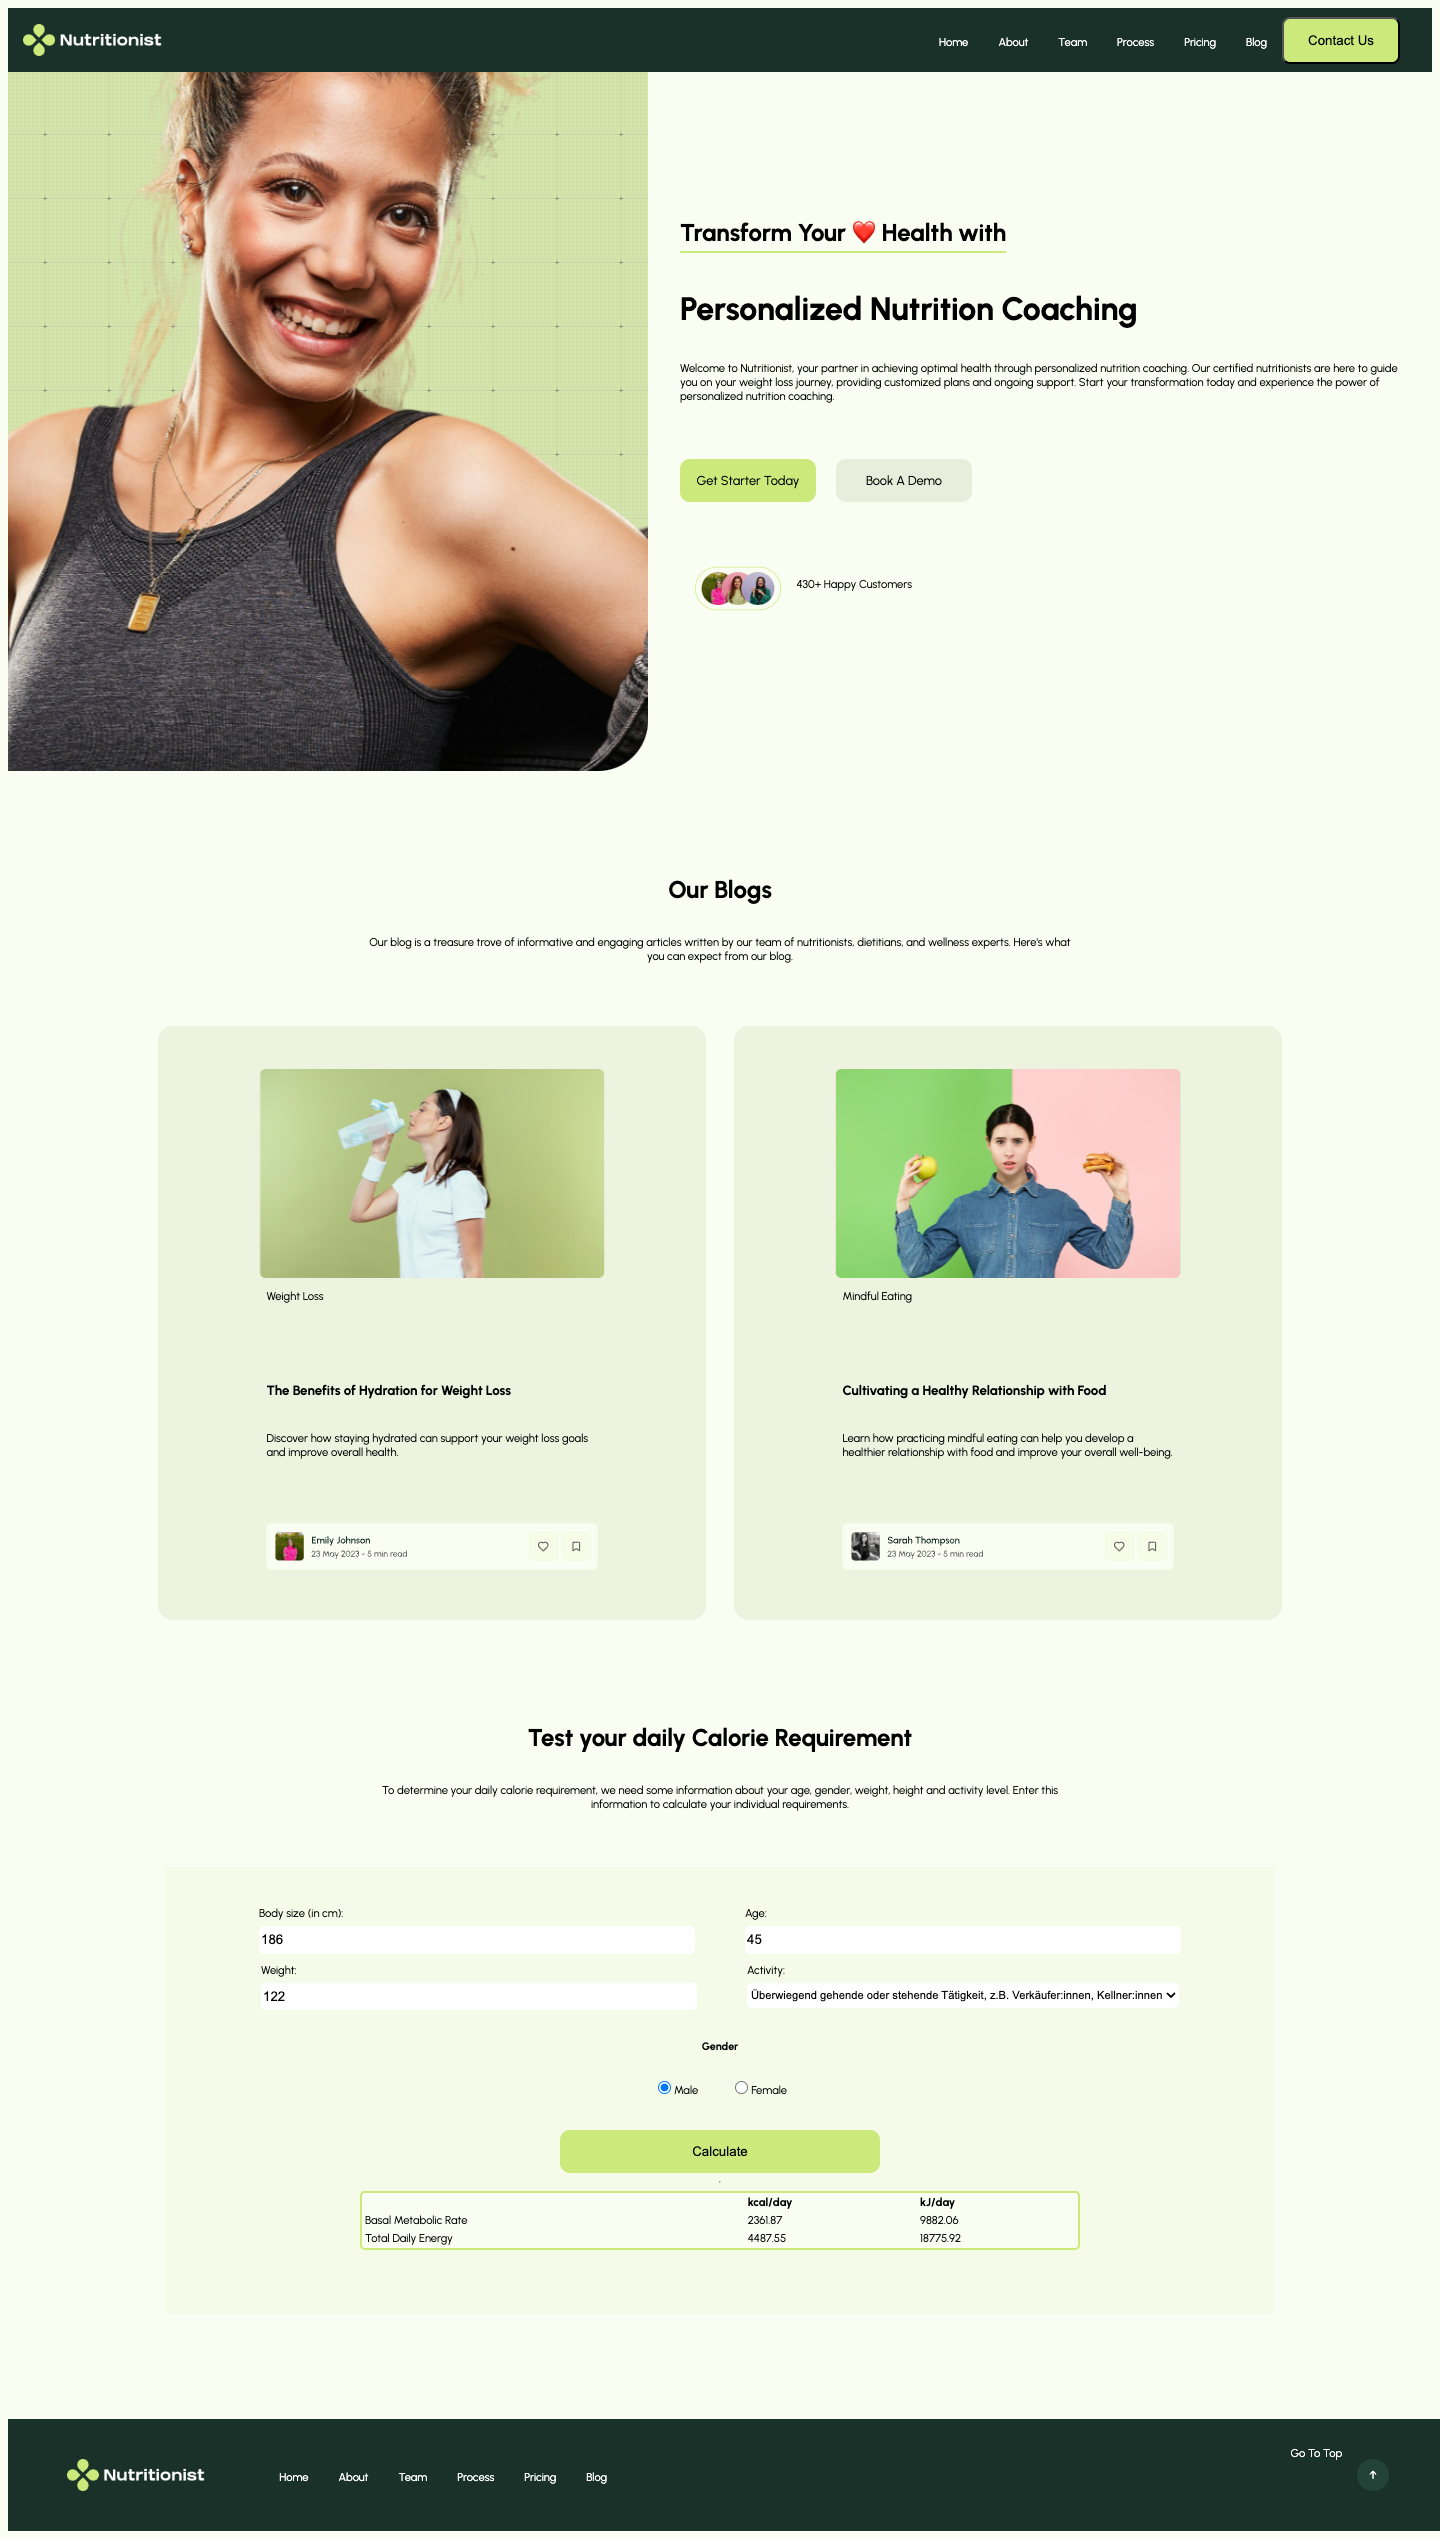 Nutritionist
Home
About
Team
Process
Pricing
Blog
Contact Us
Transform Your ❤️ Health with
Personalized Nutrition Coaching
Welcome to Nutritionist, your partner in achieving optimal health through personalized nutrition coaching. Our certified nutritionists are here to guide
you on your weight loss journey, providing customized plans and ongoing support. Start your transformation today and experience the power of
personalized nutrition coaching.
Get Starter Today
Book A Demo
430+ Happy Customers
Our Blogs
Our blog is a treasure trove of informative and engaging articles written by our team of nutritionists, dietitians, and wellness experts. Here's what
you can expect from our blog.
Weight Loss
The Benefits of Hydration for Weight Loss
Discover how staying hydrated can support your weight loss goals
and improve overall health.
Emily Johnson
23 May 2023 - 5 min read
Mindful Eating
Cultivating a Healthy Relationship with Food
Learn how practicing mindful eating can help you develop a
healthier relationship with food and improve your overall well-being.
Sarah Thompson
23 May 2023 - 5 min read
Test your daily Calorie Requirement
To determine your daily calorie requirement, we need some information about your age, gender, weight, height and activity level. Enter this
information to calculate your individual requirements.
Body size (in cm):
186
Age:
45
Weight:
122
Activity:
Überwiegend gehende oder stehende Tätigkeit, z.B. Verkäufer:innen, Kellner:innen
Gender
Male
Female
Calculate
kcal/day kJ/day
Basal Metabolic Rate 2361.87 9882.06
Total Daily Energy 4487.55 18775.92
Nutritionist
Home
About
Team
Process
Pricing
Blog
Go To Top